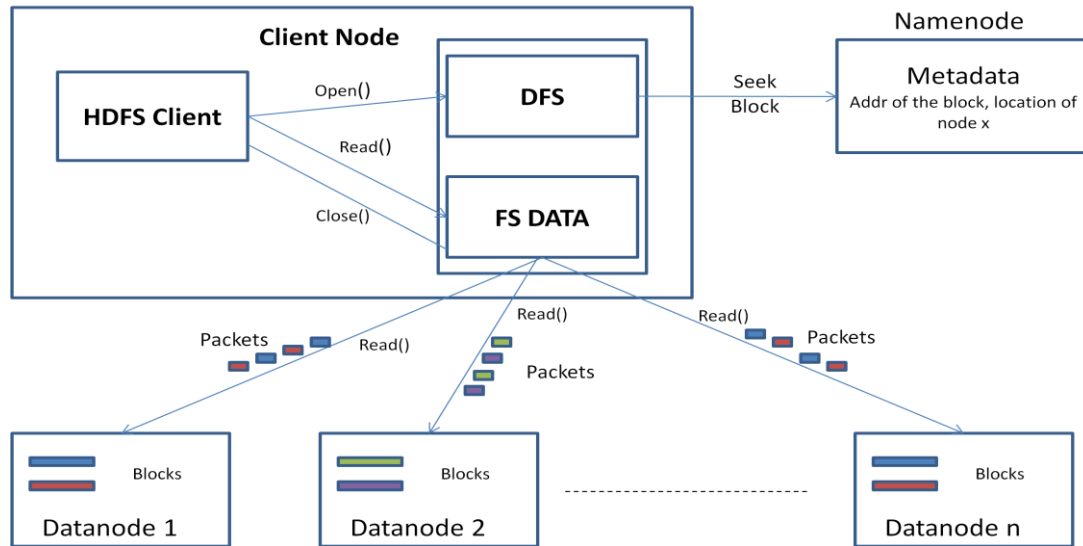 Namenode
Client Node
Metadata
Addr of the block, location of
node x
Seek
Block
DFS
Open()
HDFS Client
Read()
Close()
FS DATA
Packets
Read()
Read()
Packets
Read()
Packets
Blocks
Datanode 1
Blocks
Datanode 2
Blocks
Datanode n